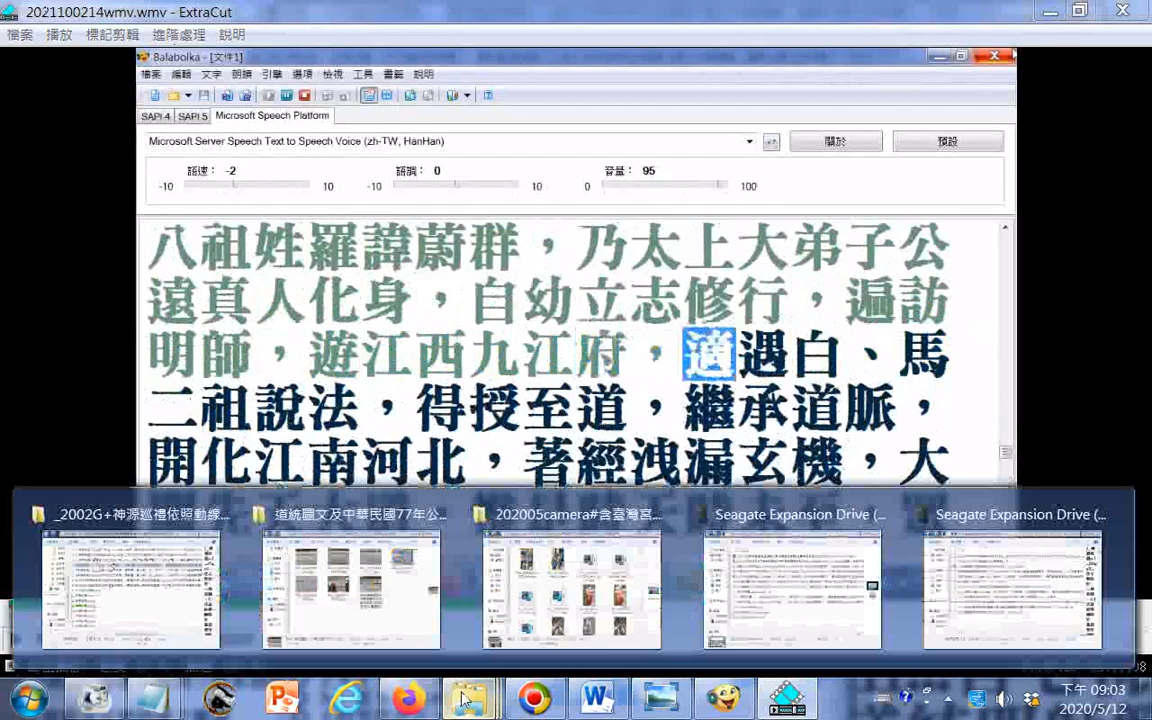 2021100214wmv.wmv - ExtraCut
檔案 播放 標記剪輯 進階處理 說明
Balabolka - [文件1]
檔案 編輯 文字 朗讀 引擎 選項 檢視 工具 書籤 說明
SAPI 4 SAPI 5 Microsoft Speech Platform
Microsoft Server Speech Text to Speech Voice (zh-TW, HanHan) 關於 預設
語速： -2 語調： 0 音量： 95
-10 10 -10 10 0 100
八祖姓羅諱蔚群，乃太上大弟子公
遠真人化身，自幼立志修行，遍訪
明師，遊江西九江府，適遇白、馬
二祖說法，得授至道，繼承道脈，
開化江南河北，著經洩漏玄機，大
_2002G+神源巡禮依照動線... 道統圖文及中華民國77年公... 202005camera#含臺灣宮... Seagate Expansion Drive (... Seagate Expansion Drive (...
下午 09:03
2020/5/12